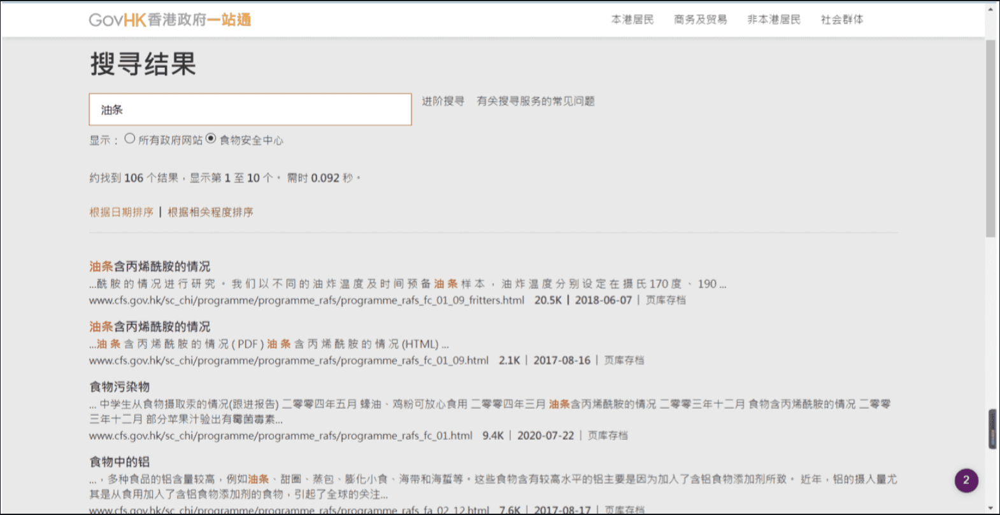 GovHK香港政府一站通
本港居民 商务及贸易 非本港居民 社会群体
搜寻结果
油条
进阶搜寻 有关搜寻服务的常见问题
显示： 所有政府网站 食物安全中心
约找到 106 个结果，显示第 1 至 10 个。 需时 0.092 秒。
根据日期排序 | 根据相关程度排序
油条含丙烯酰胺的情况
...酰胺的情况进行研究。我们以不同的油炸温度及时间预备油条样本，油炸温度分别设定在摄氏170度、190 ...
www.cfs.gov.hk/sc_chi/programme/programme_rafs/programme_rafs_fc_01_09_fritters.html 20.5K | 2018-06-07 | 页库存档
油条含丙烯酰胺的情况
...油条含丙烯酰胺的情况(PDF)油条含丙烯酰胺的情况(HTML) ...
www.cfs.gov.hk/sc_chi/programme/programme_rafs/programme_rafs_fc_01_09.html 2.1K | 2017-08-16 | 页库存档
食物污染物
... 中学生从食物摄取汞的情况(跟进报告) 二零零四年五月 蠔油、鸡粉可放心食用 二零零四年三月 油条含丙烯酰胺的情况 二零零三年十二月 食物含丙烯酰胺的情况 二零零
三年十二月 部分苹果汁验出有霉菌毒素...
www.cfs.gov.hk/sc_chi/programme/programme_rafs/programme_rafs_fc_01.html 9.4K | 2020-07-22 | 页库存档
食物中的铝
...，多种食品的铝含量较高，例如油条、甜圈、蒸包、膨化小食、海带和海蜇等。这些食物含有较高水平的铝主要是因为加入了含铝食物添加剂所致。 近年，铝的摄入量尤
其是从食用加入了含铝食物添加剂的食物，引起了全球的关注...
www.cfs.gov.hk/sc_chi/programme/programme_rafs/programme_rafs_fa_02_12.html 7.6K | 2017-08-17 | 页库存档
2